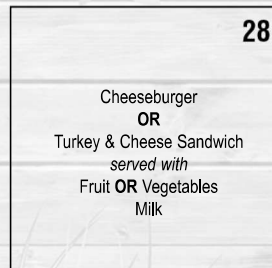 28
Cheeseburger
OR
Turkey & Cheese Sandwich
served with
Fruit OR Vegetables
Milk